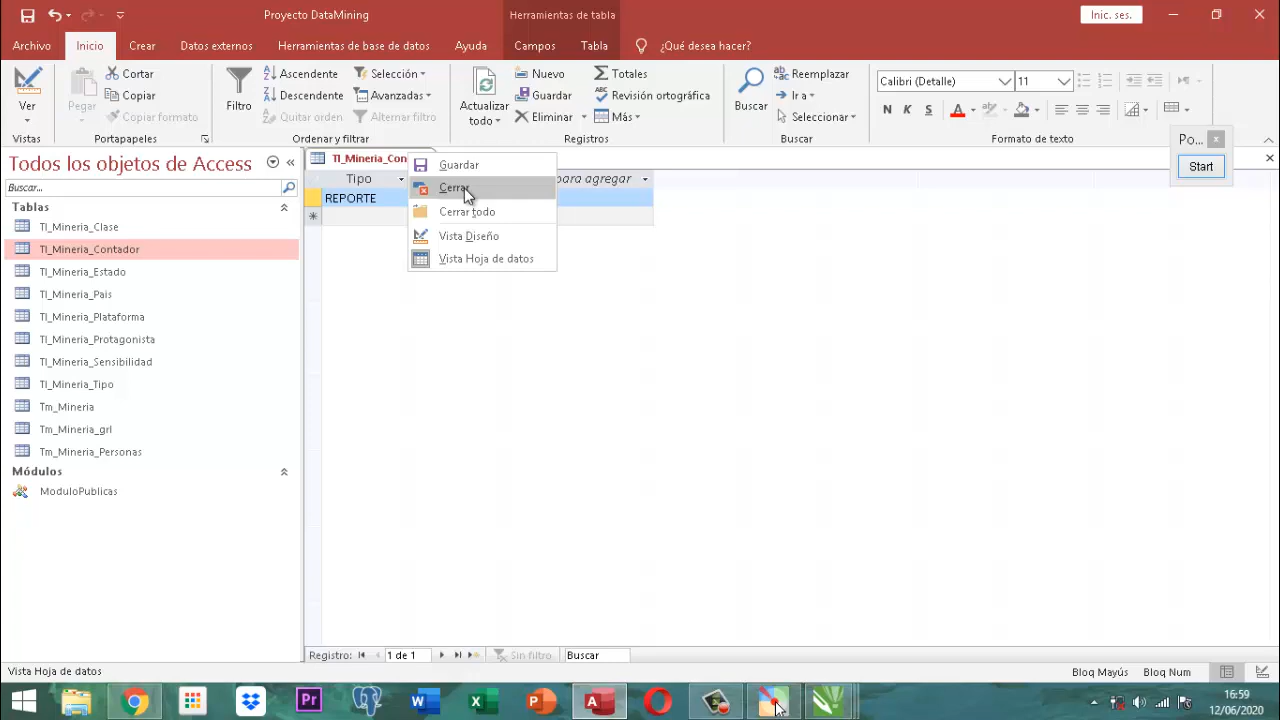 Proyecto DataMining
Herramientas de tabla
Inic. ses.
Archivo
Inicio
Crear
Datos externos
Herramientas de base de datos
Ayuda
Campos
Tabla
¿Qué desea hacer?
Ver
Vistas
Pegar
Cortar
Copiar
Copiar formato
Portapapeles
Filtro
Ascendente
Descendente
Quitar orden
Selección
Avanzadas
Alternar filtro
Ordenar y filtrar
Actualizar todo
Nuevo
Guardar
Eliminar
Totales
Revisión ortográfica
Más
Registros
Buscar
Reemplazar
Ir a
Seleccionar
Buscar
Calibri (Detalle)
11
N K S
A
Formato de texto
Po... x
Start
Todos los objetos de Access
Buscar...
Tablas
Tl_Mineria_Clase
Tl_Mineria_Contador
Tl_Mineria_Estado
Tl_Mineria_Pais
Tl_Mineria_Plataforma
Tl_Mineria_Protagonista
Tl_Mineria_Sensibilidad
Tl_Mineria_Tipo
Tm_Mineria
Tm_Mineria_grl
Tm_Mineria_Personas
Módulos
ModuloPublicas
Tl_Mineria_Con
Tipo
para agregar
REPORTE
Guardar
Cerrar
Cerrar todo
Vista Diseño
Vista Hoja de datos
Registro: 1 de 1
Sin filtro
Buscar
Vista Hoja de datos
Bloq Mayús
Bloq Num
16:59
12/06/2020